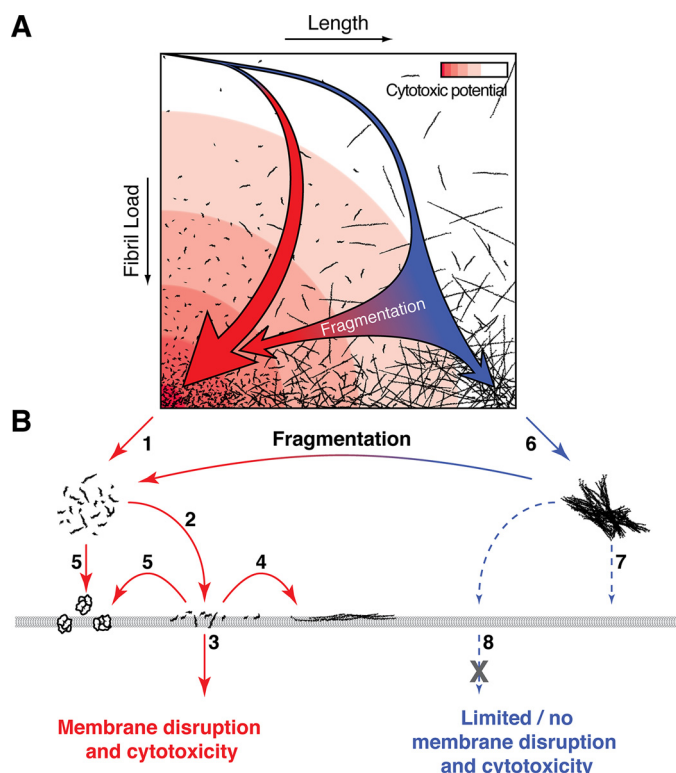 A
Length
Cytotoxic potential
Fibril Load
Fragmentation
B
1
Fragmentation
6
2
5
5
4
7
3
8
X
Membrane disruption
and cytotoxicity
Limited / no
membrane disruption
and cytotoxicity